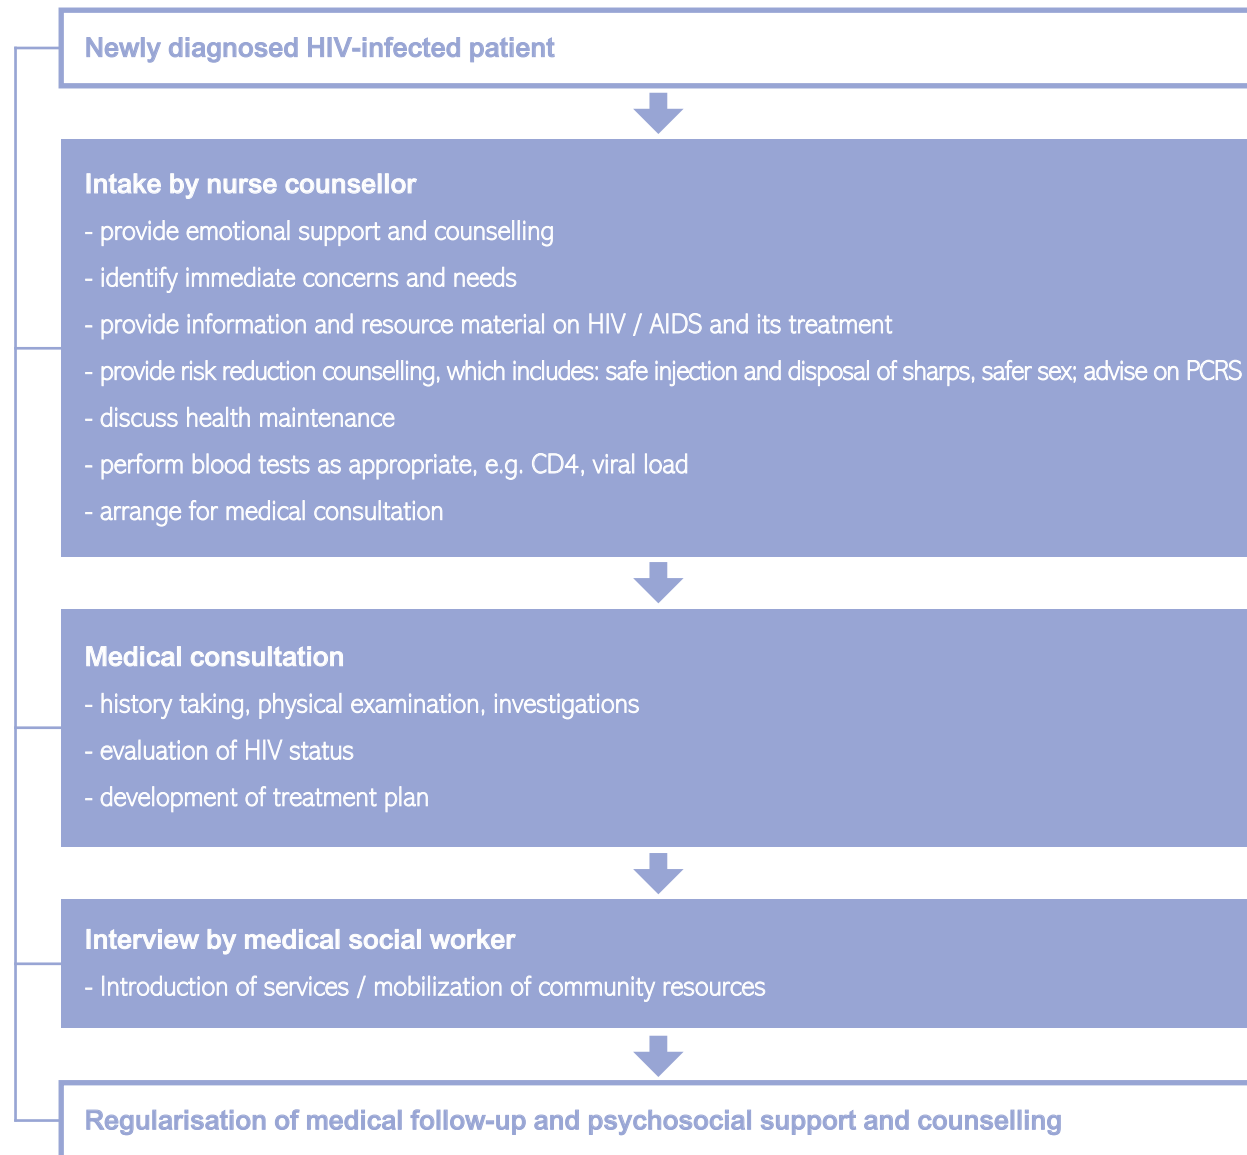 Newly diagnosed HIV-infected patient
Intake by nurse counsellor
- provide emotional support and counselling
- identify immediate concerns and needs
- provide information and resource material on HIV / AIDS and its treatment
- provide risk reduction counselling, which includes: safe injection and disposal of sharps, safer sex; advise on PCRS
- discuss health maintenance
- perform blood tests as appropriate, e.g. CD4, viral load
- arrange for medical consultation
Medical consultation
- history taking, physical examination, investigations
- evaluation of HIV status
- development of treatment plan
Interview by medical social worker
- Introduction of services / mobilization of community resources
Regularisation of medical follow-up and psychosocial support and counselling